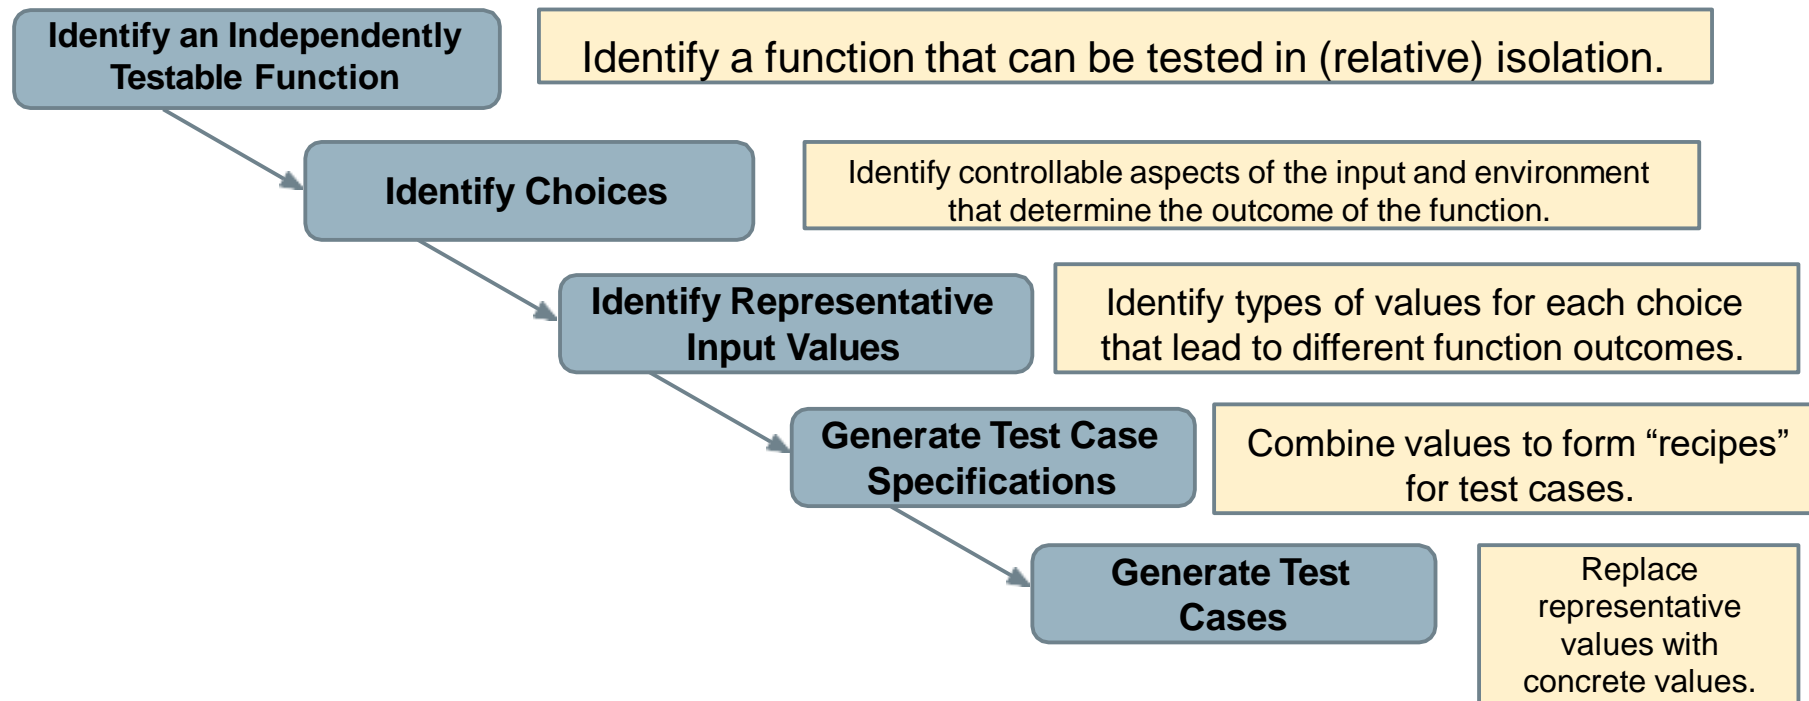 Identify an Independently
Testable Function
Identify a function that can be tested in (relative) isolation.
Identify Choices
Identify controllable aspects of the input and environment
that determine the outcome of the function.
Identify Representative
Input Values
Identify types of values for each choice
that lead to different function outcomes.
Generate Test Case
Specifications
Combine values to form “recipes”
for test cases.
Generate Test
Cases
Replace
representative
values with
concrete values.